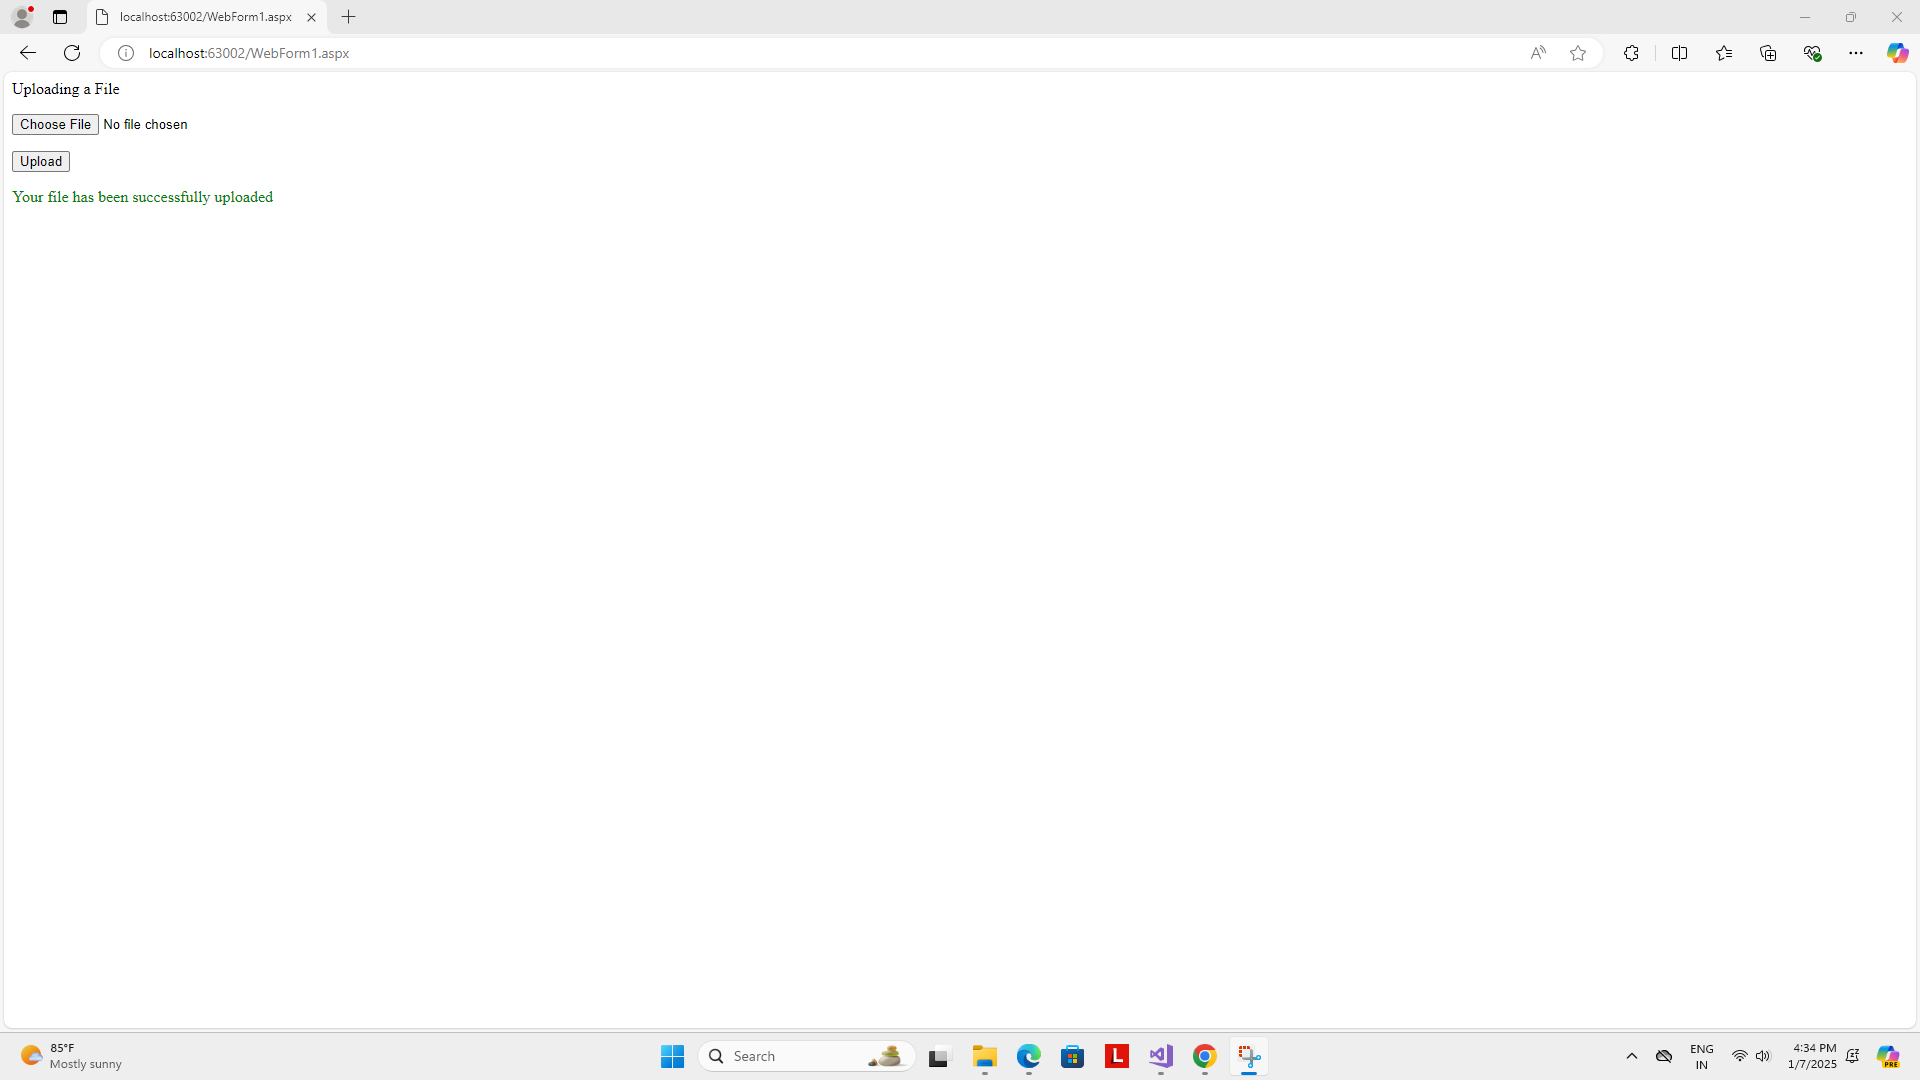 localhost:63002/WebForm1.aspx
localhost:63002/WebForm1.aspx
Uploading a File
Choose File No file chosen
Upload
Your file has been successfully uploaded
85°F
Mostly sunny
Search
L
ENG
IN
4:34 PM
1/7/2025
PRE